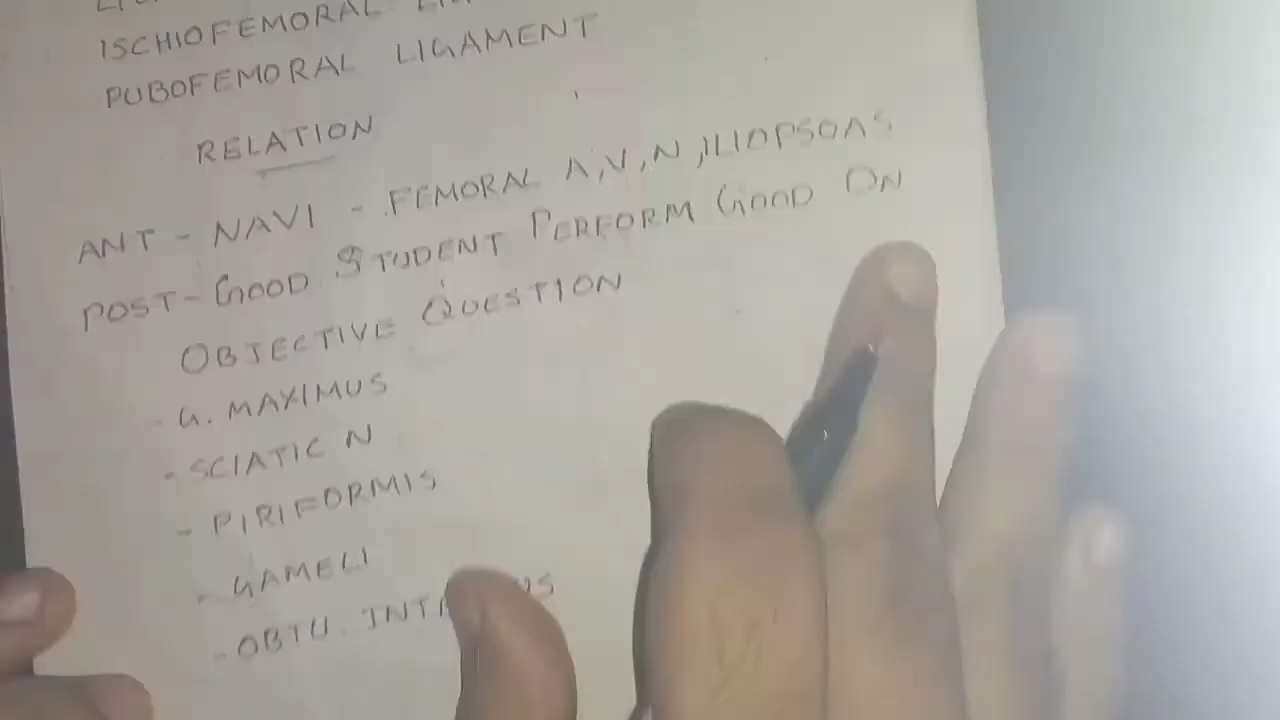 ISCHIOFEMORAL
PUBOFEMORAL LIGAMENT
RELATION
ANT - NAVI - FEMORAL A,V,N,ILIOPSOAS
POST- GOOD STUDENT PERFORM GOOD ON
OBJECTIVE QUESTION
- G. MAXIMUS
- SCIATIC N
- PIRIFORMIS
- GAMELI
- OBTU.